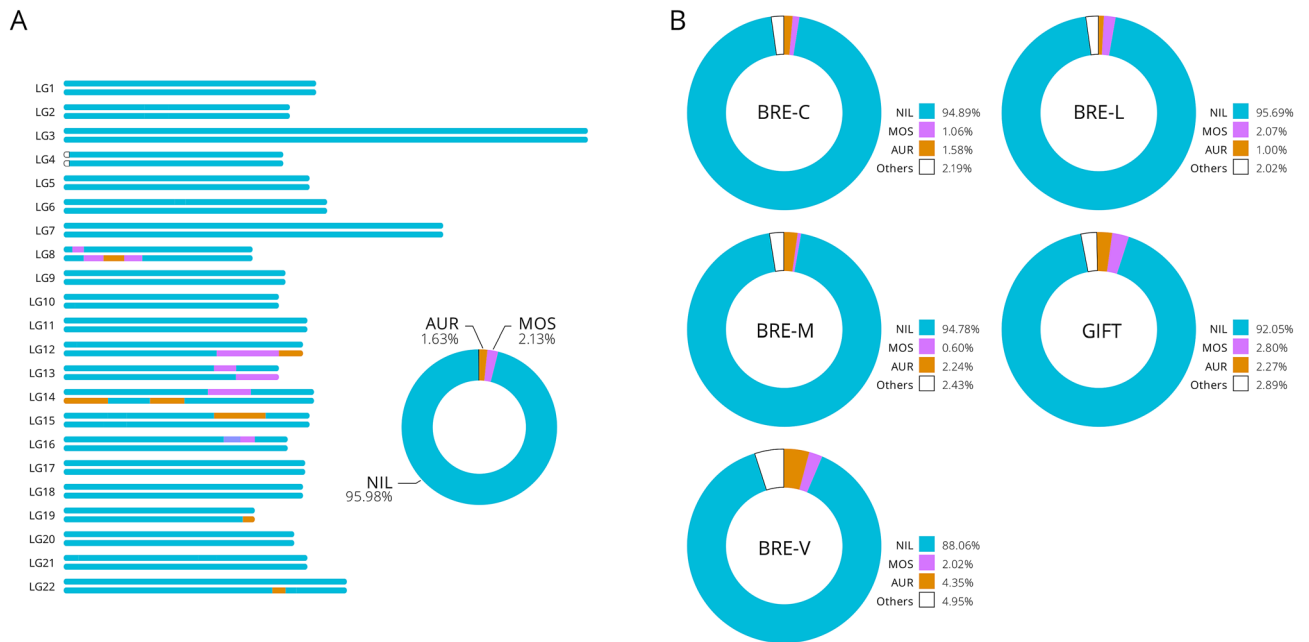 A
LG1
LG2
LG3
LG4
LG5
LG6
LG7
LG8
LG9
LG10
LG11
LG12
LG13
LG14
LG15
LG16
LG17
LG18
LG19
LG20
LG21
LG22
AUR
1.63%
MOS
2.13%
NIL
95.98%
B
BRE-C
NIL 94.89%
MOS 1.06%
AUR 1.58%
Others 2.19%
BRE-L
NIL 95.69%
MOS 2.07%
AUR 1.00%
Others 2.02%
BRE-M
NIL 94.78%
MOS 0.60%
AUR 2.24%
Others 2.43%
GIFT
NIL 92.05%
MOS 2.80%
AUR 2.27%
Others 2.89%
BRE-V
NIL 88.06%
MOS 2.02%
AUR 4.35%
Others 4.95%